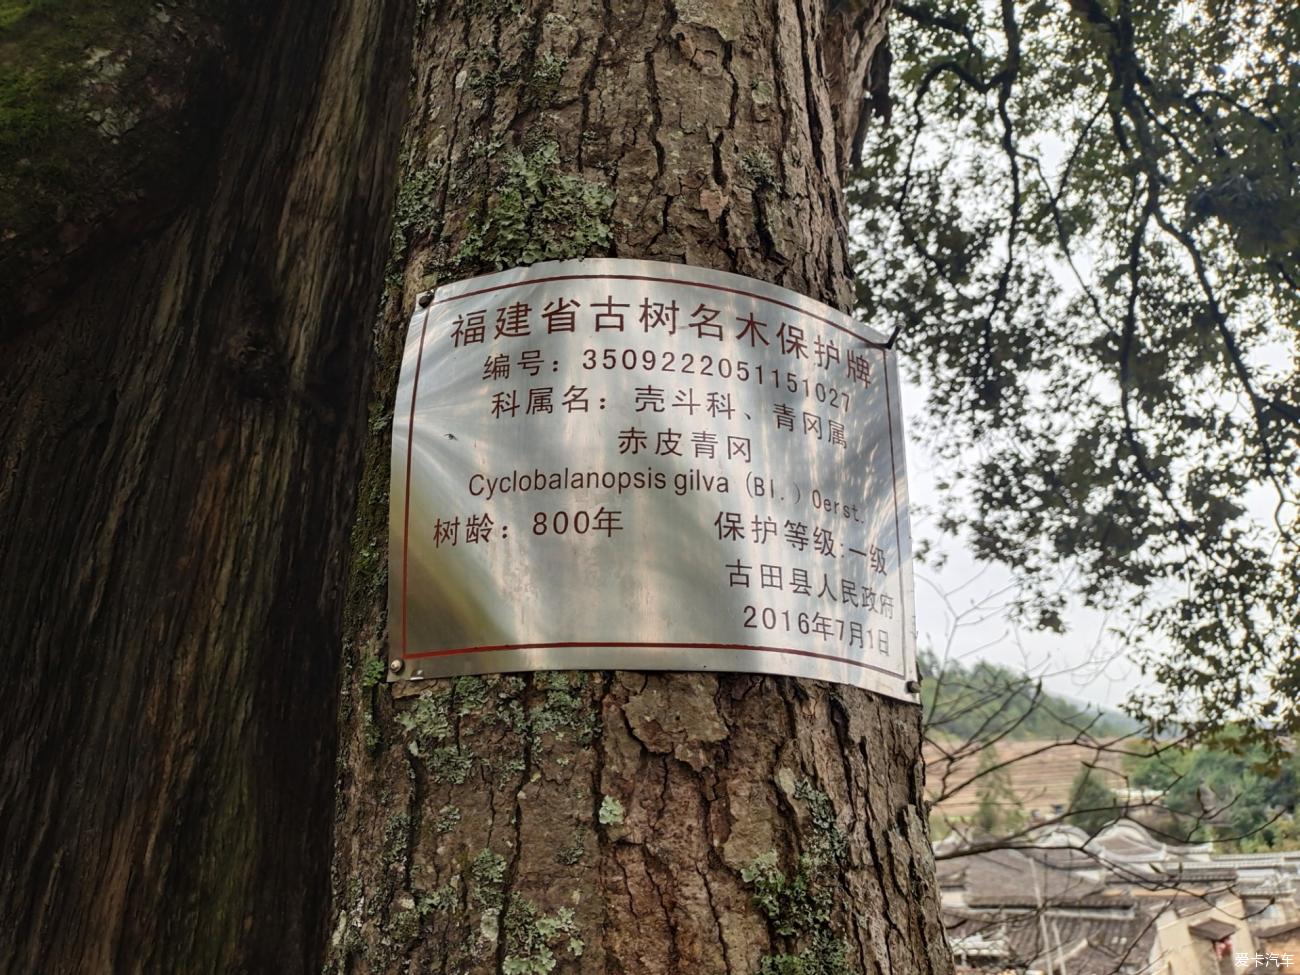 福建省古树名木保护牌
编号：3509222051151027
科属名：壳斗科、青冈属
赤皮青冈
Cyclobalanopsis gilva（Bl.）Oerst.
树龄：800年 保护等级:一级
古田县人民政府
2016年7月1日
爱卡汽车